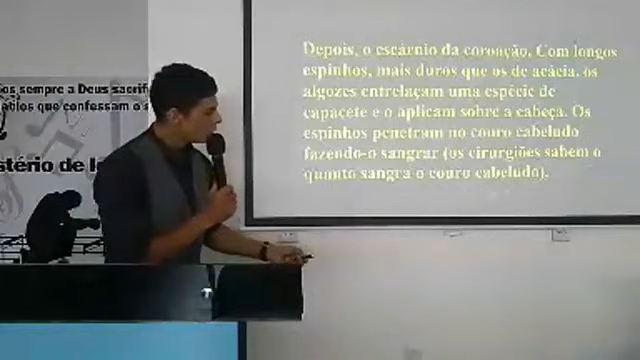 os sempre a Deus sacrif
ábios que confessam o s
stério de l
Depois, o escárnio da coroação. Com longos
espinhos, mais duros que os de acácia, os
algozes entrelaçam uma espécie de
capacete e o aplicam sobre a cabeça. Os
espinhos penetram no couro cabeludo
fazendo-o sangrar (os cirurgiões sabem o
quanto sangra o couro cabeludo).